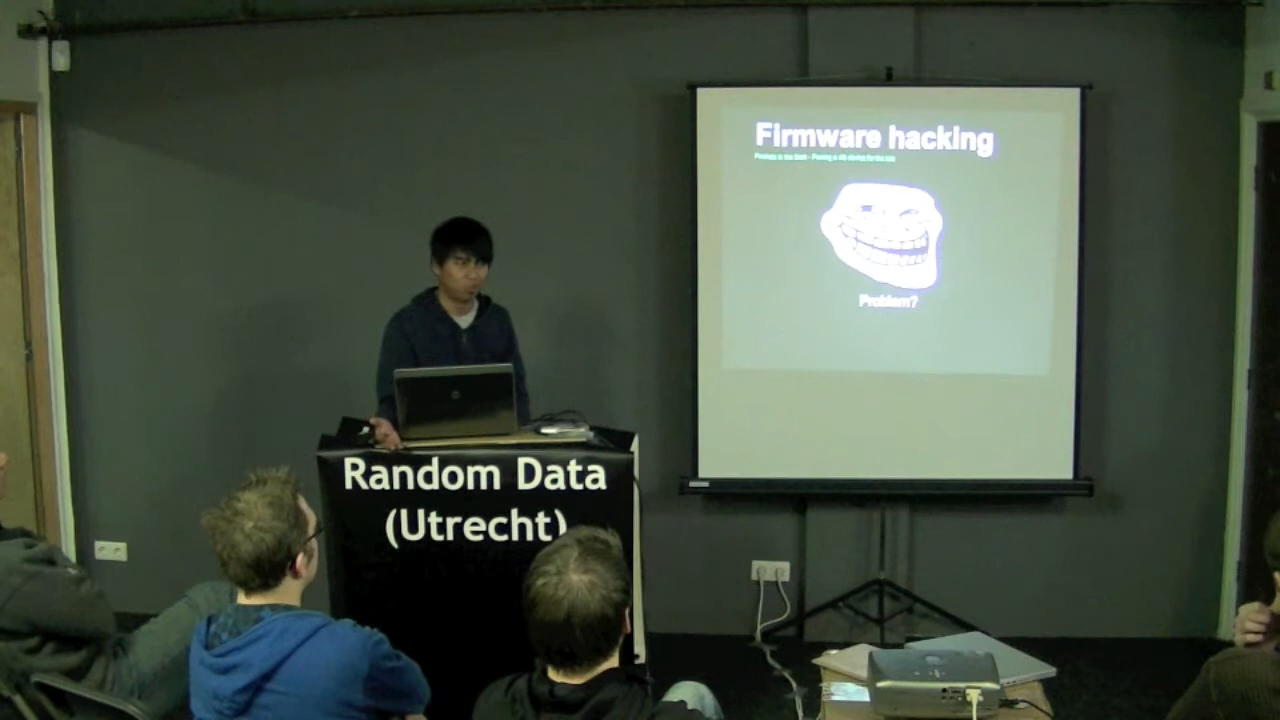 Firmware hacking
Problem?
Random Data
(Utrecht)